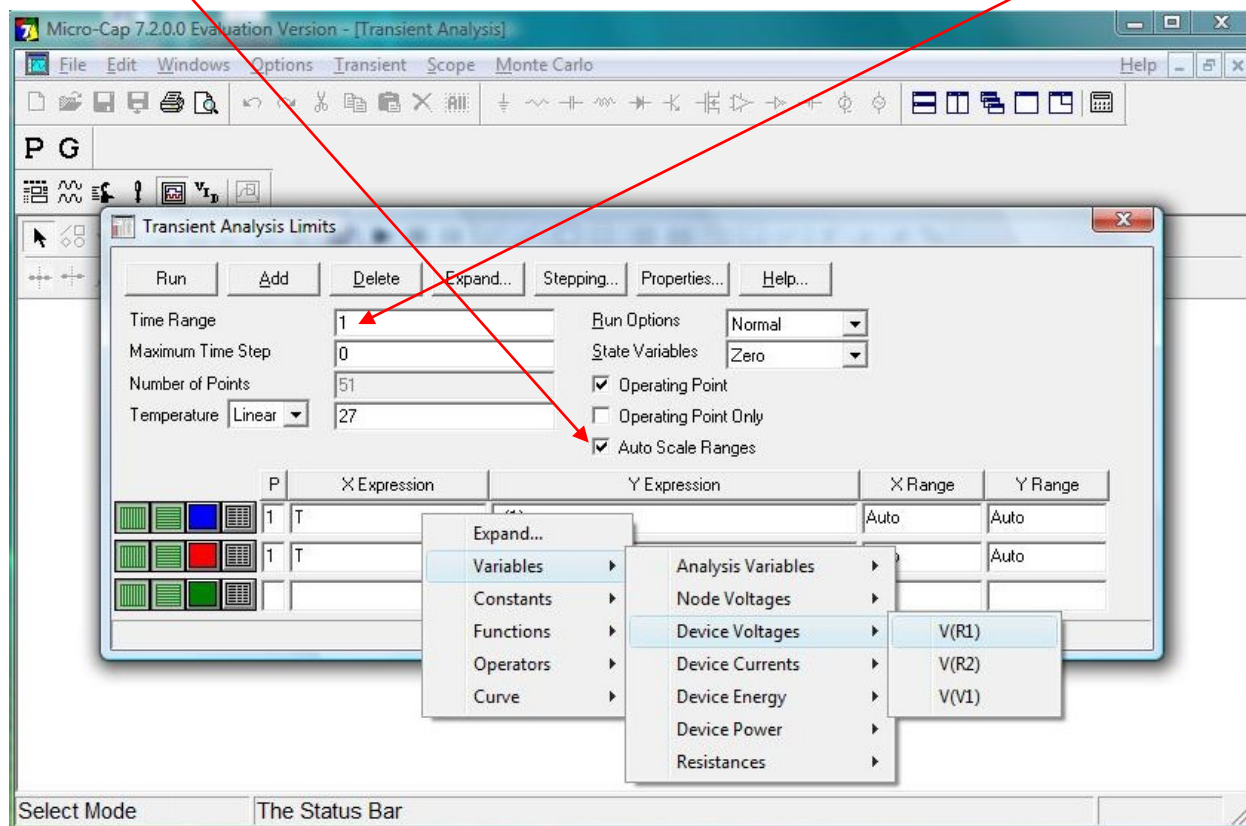 Micro-Cap 7.2.0.0 Evaluation Version - [Transient Analysis]
File Edit Windows Options Transient Scope Monte Carlo Help
P G
Transient Analysis Limits
Run Add Delete Expand... Stepping... Properties... Help...
Time Range 1 Run Options Normal
Maximum Time Step 0 State Variables Zero
Number of Points 51 Operating Point
Temperature Linear 27 Operating Point Only
Auto Scale Ranges
P X Expression Y Expression X Range Y Range
1 T Auto Auto
1 T Auto
Expand...
Variables Analysis Variables
Constants Node Voltages
Functions Device Voltages V(R1)
Operators Device Currents V(R2)
Curve Device Energy V(V1)
Device Power
Resistances
Select Mode The Status Bar